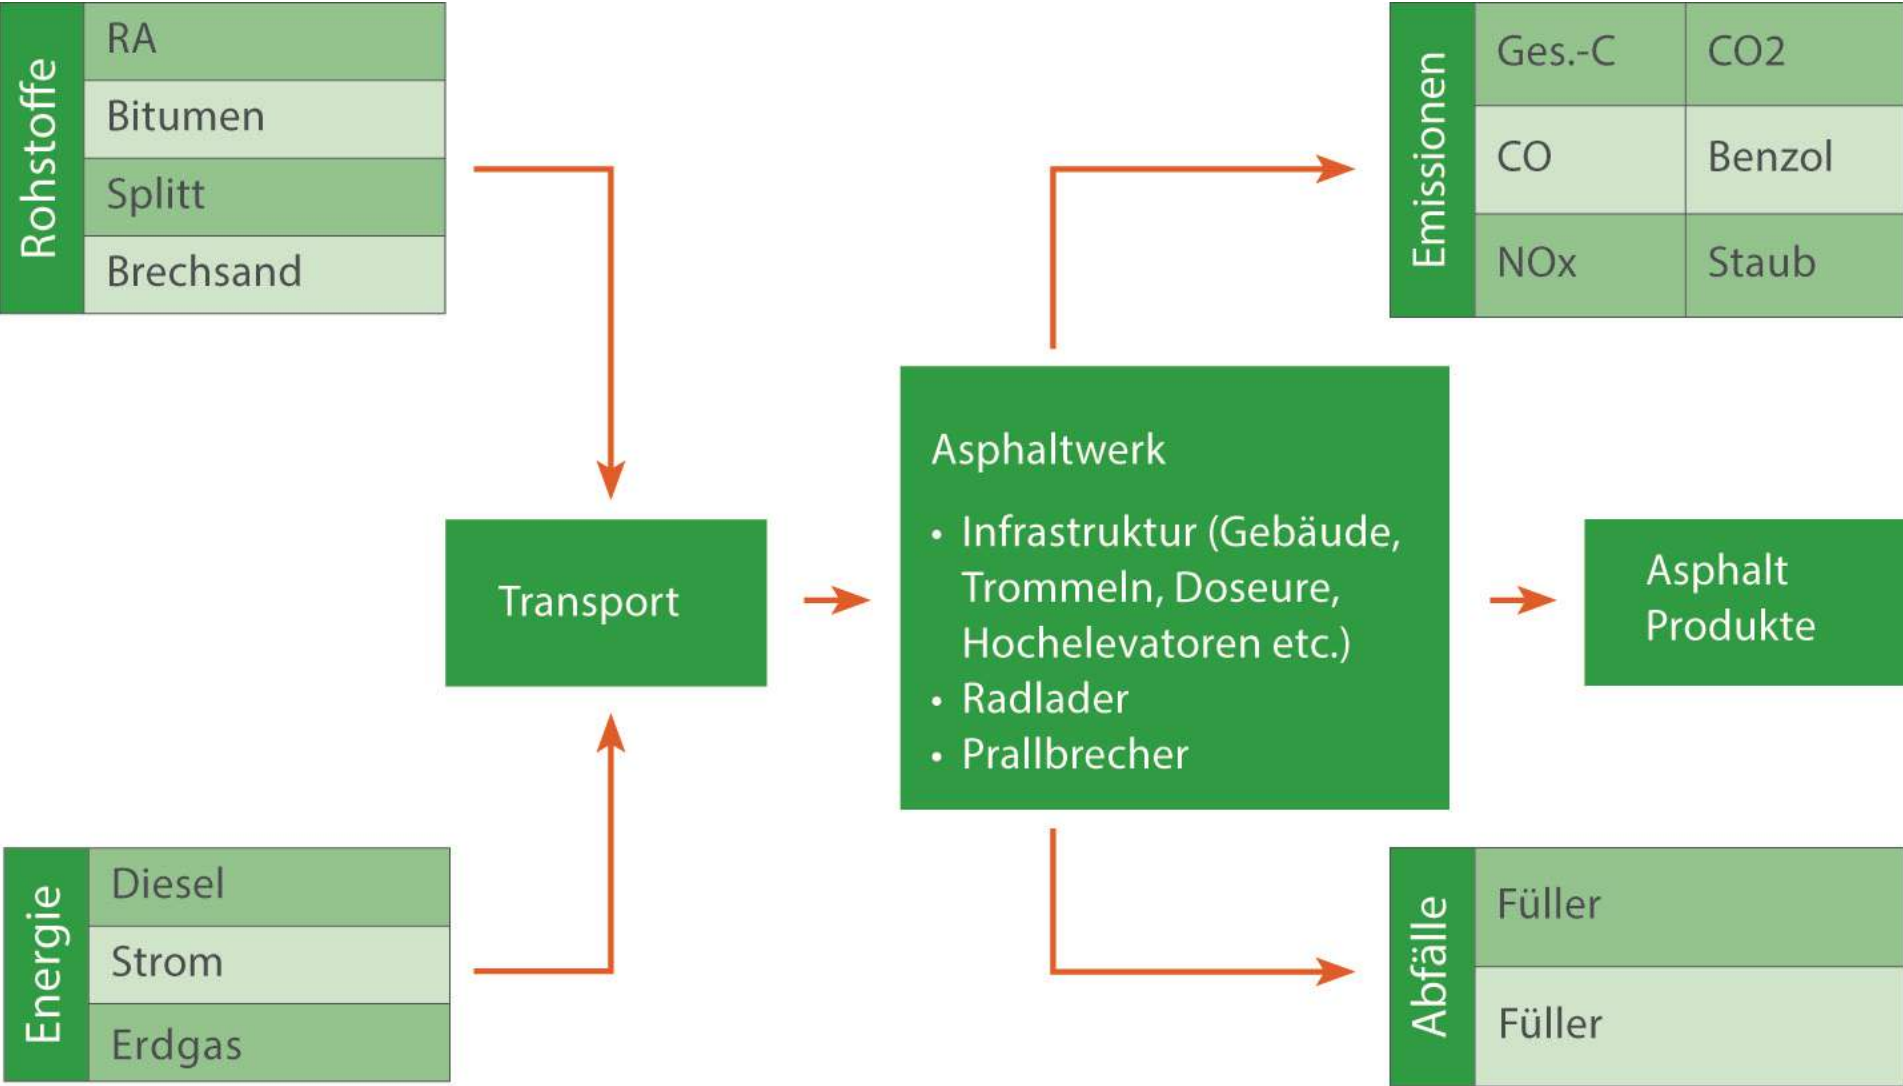 Rohstoffe
RA
Bitumen
Splitt
Brechsand
Energie
Diesel
Strom
Erdgas
Transport
Asphaltwerk
• Infrastruktur (Gebäude,
Trommeln, Doseure,
Hochelevatoren etc.)
• Radlader
• Prallbrecher
Emissionen
Ges.-C CO2
CO Benzol
NOx Staub
Asphalt
Produkte
Abfälle
Füller
Füller